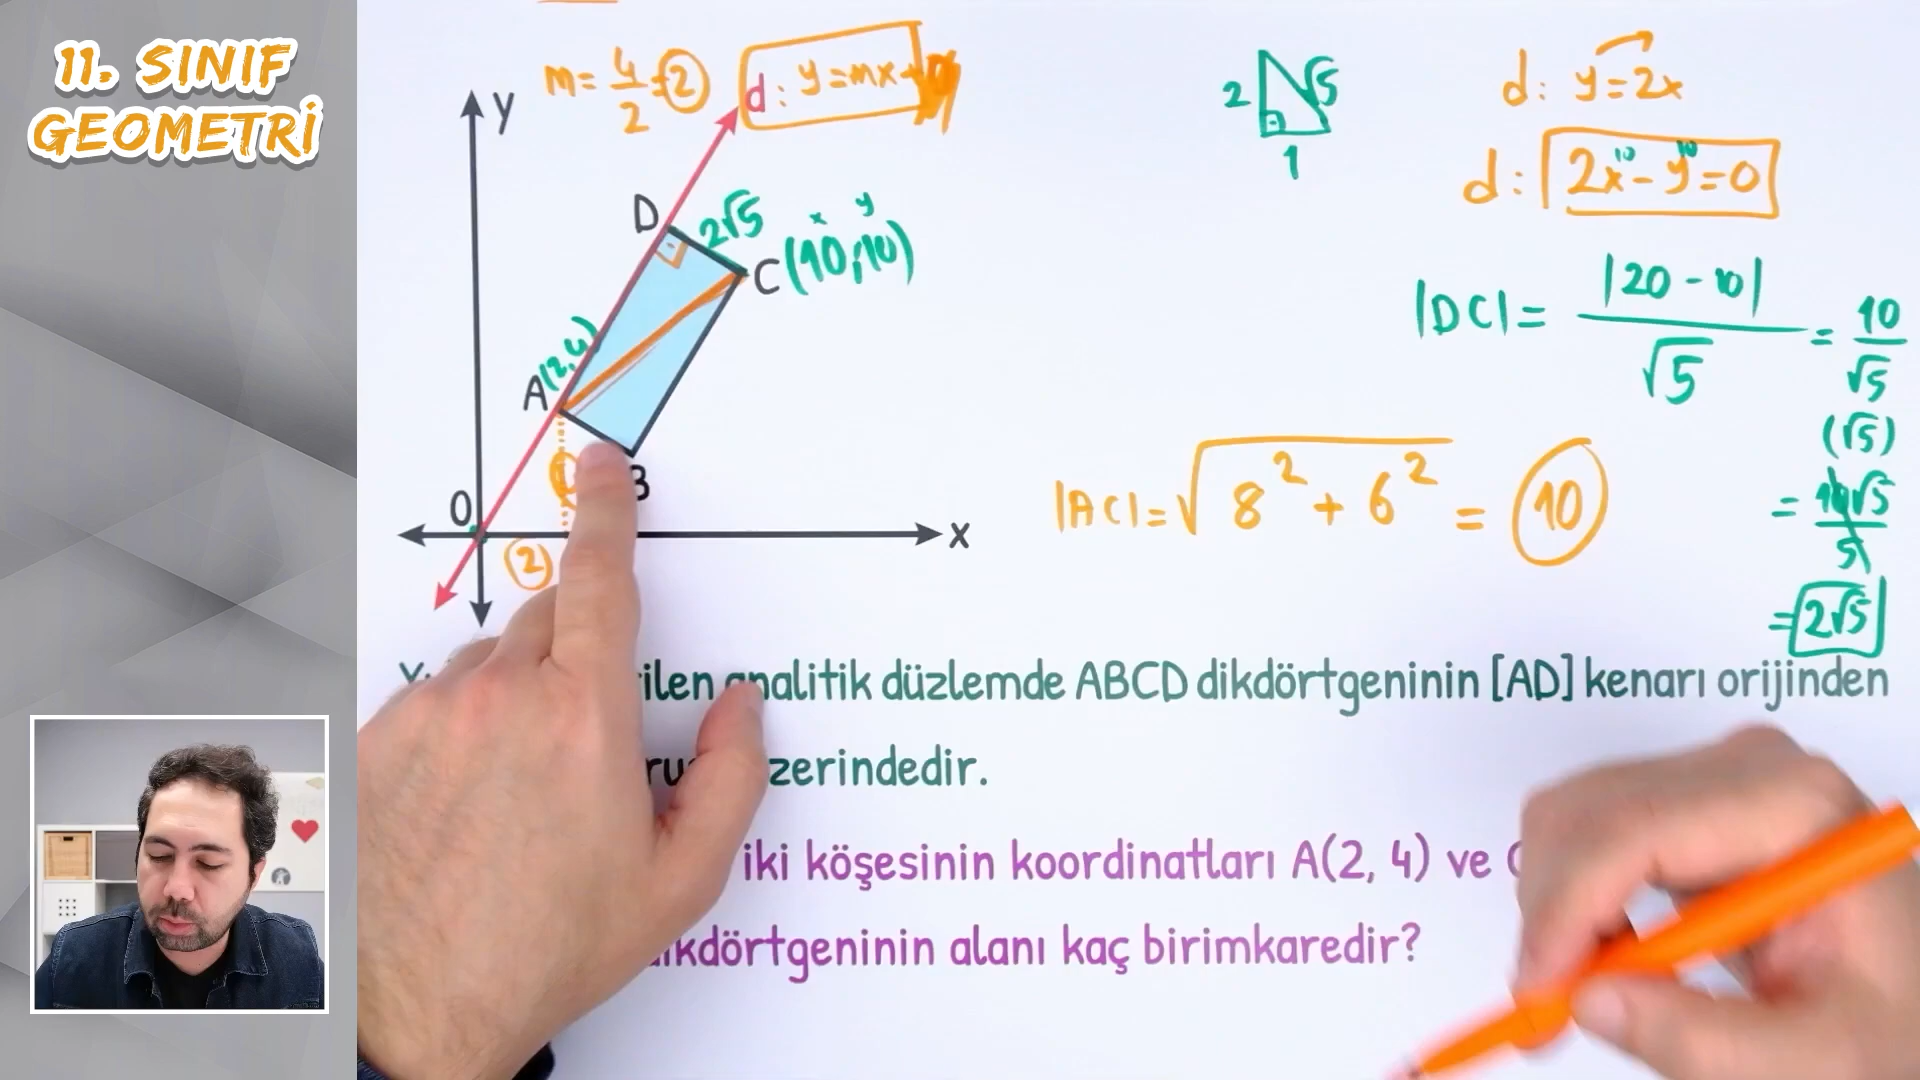 11. SINIF
GEOMETRİ
m = 4/2 = 2
d: y = mx +
y
D
2√5
x y
C (10, 10)
A (2, 4)
B
O
x
2
2
√5
1
d: y = 2x
10 10
d: 2x - y = 0
|DC| = |20 - 10| / √5 = 10/√5
(√5)
= 10√5/5
= 2√5
|AC| = √8² + 6² = 10
analitik düzlemde ABCD dikdörtgeninin [AD] kenarı orijinden
zerindedir.
iki köşesinin koordinatları A(2, 4) ve
dikdörtgeninin alanı kaç birimkaredir?